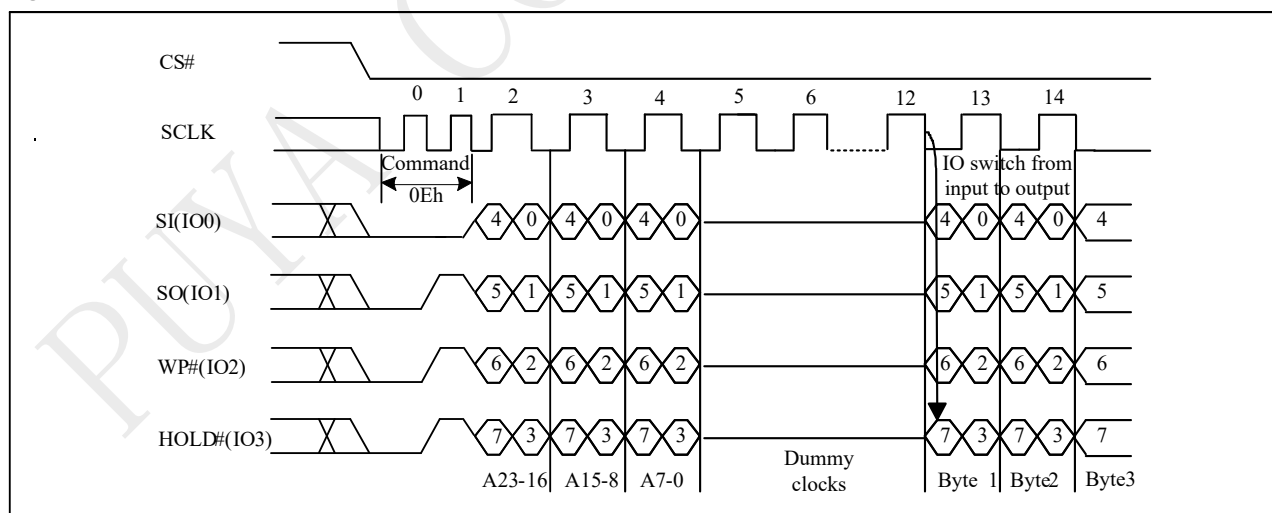 CS#
0 1 2 3 4 5 6 12 13 14
SCLK
Command
0Eh
IO switch from
input to output
SI(IO0) 4 0 4 0 4 0 4 0 4 0 4
SO(IO1) 5 1 5 1 5 1 5 1 5 1 5
WP#(IO2) 6 2 6 2 6 2 6 2 6 2 6
HOLD#(IO3) 7 3 7 3 7 3 7 3 7 3 7
A23-16 A15-8 A7-0
Dummy
clocks
Byte 1 Byte2 Byte3
PUYA